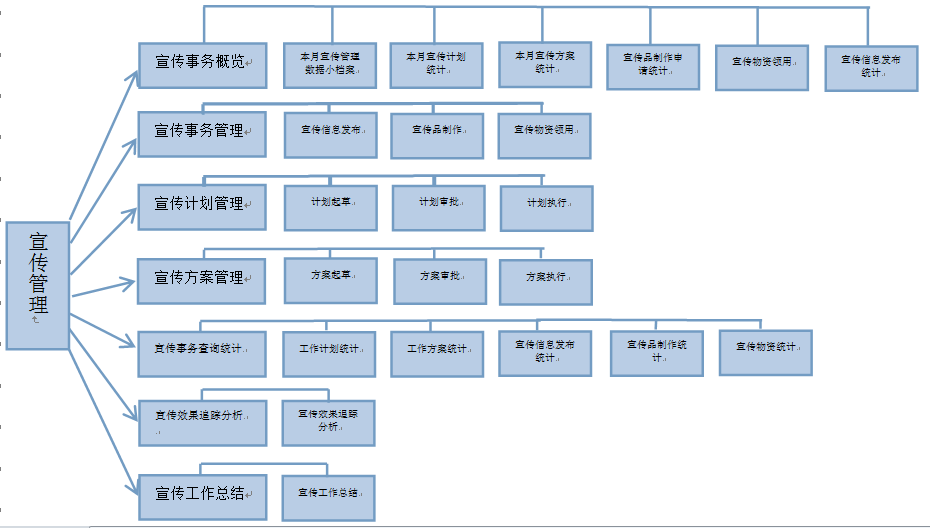 宣传管理
宣传事务概览
本月宣传管理
数据小档案
本月宣传计划
统计
本月宣传方案
统计
宣传品制作申
请统计
宣传物资领用
宣传信息发布
统计
宣传事务管理
宣传信息发布
宣传品制作
宣传物资领用
宣传计划管理
计划起草
计划审批
计划执行
宣传方案管理
方案起草
方案审批
方案执行
宣传事务查询统计
工作计划统计
工作方案统计
宣传信息发布
统计
宣传品制作统
计
宣传物资统计
宣传效果追踪分析
宣传效果追踪
分析
宣传工作总结
宣传工作总结